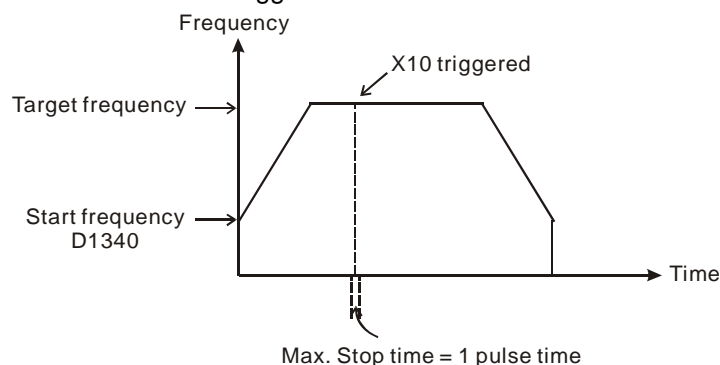 Frequency
X10 triggered
Target frequency
Start frequency
D1340
Time
Max. Stop time = 1 pulse time